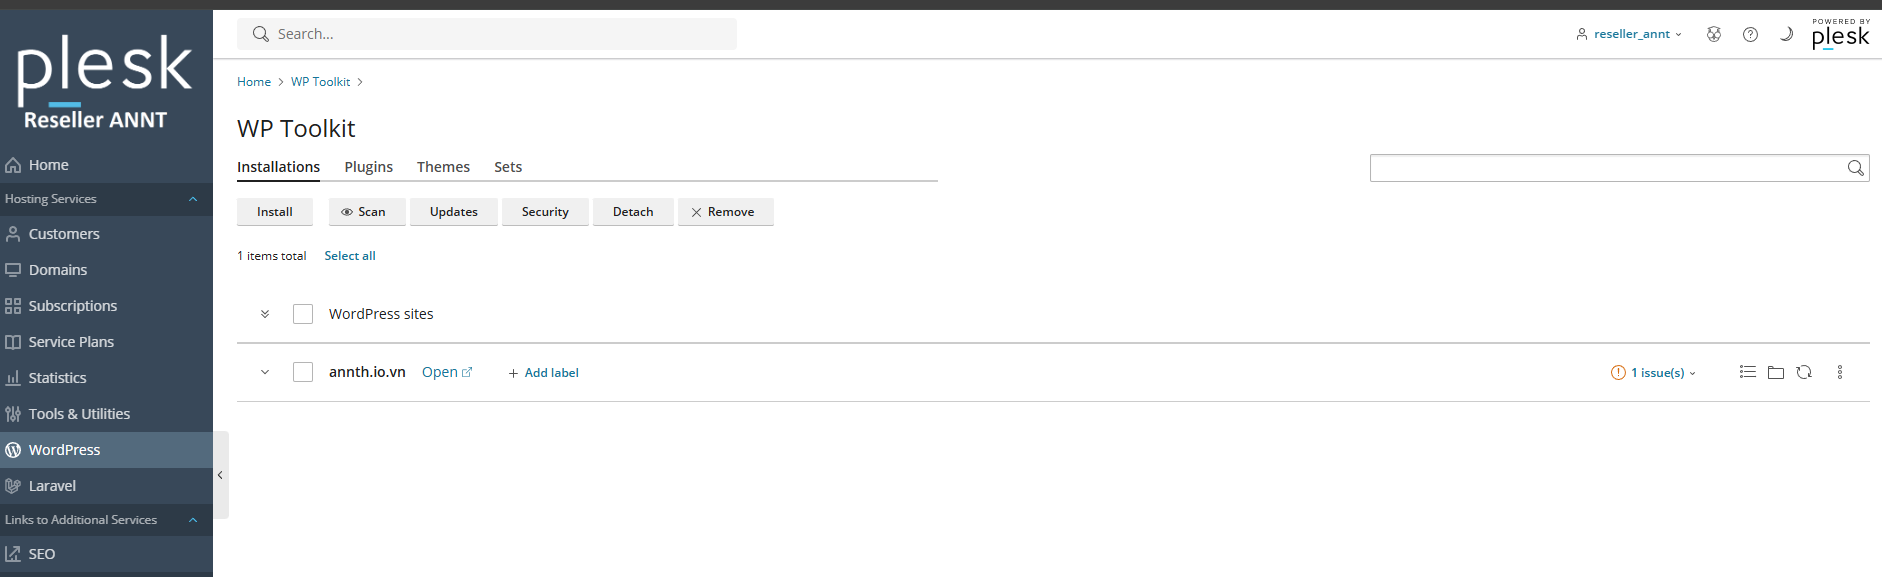 plesk
Reseller ANNT
Home
Hosting Services
Customers
Domains
Subscriptions
Service Plans
Statistics
Tools & Utilities
WordPress
Laravel
Links to Additional Services
SEO
Search...
reseller_annt
POWERED BY
plesk
Home > WP Toolkit >
WP Toolkit
Installations Plugins Themes Sets
Install Scan Updates Security Detach Remove
1 items total Select all
WordPress sites
annth.io.vn Open + Add label 1 issue(s)